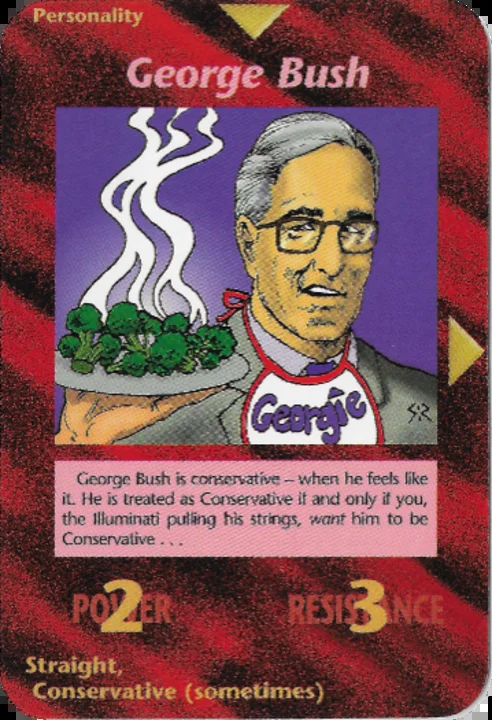 Personality
George Bush
Georgie
SR
George Bush is conservative – when he feels like
it. He is treated as Conservative if and only if you,
the Illuminati pulling his strings, want him to be
Conservative . . .
POWER 2
RESISTANCE 3
Straight,
Conservative (sometimes)